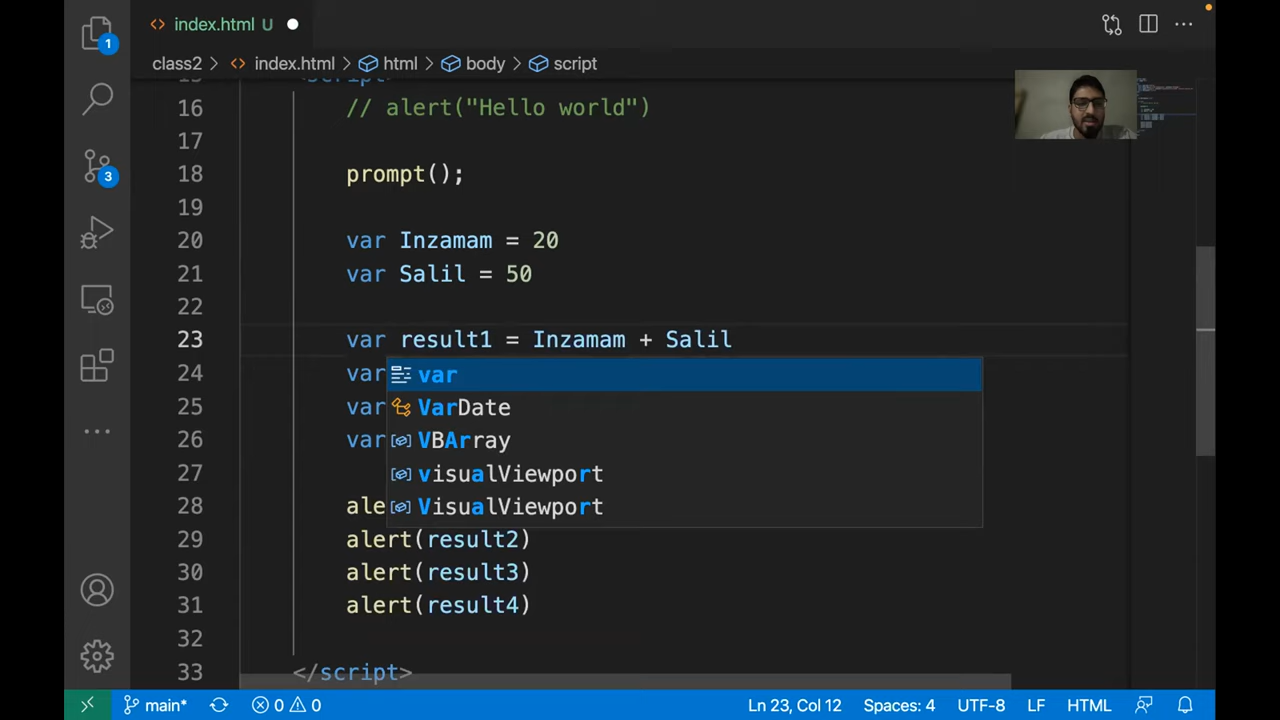 index.html U
1
class2 > index.html > html > body > script
<script>
16 // alert("Hello world")
17
18 prompt();
19
20 var Inzamam = 20
21 var Salil = 50
22
23 var result1 = Inzamam + Salil
24 var
var
25 var
VarDate
26 var
VBArray
27
visualViewport
28 ale
VisualViewport
29 alert(result2)
30 alert(result3)
31 alert(result4)
32
33 </script>
3
main* 0 0 Ln 23, Col 12 Spaces: 4 UTF-8 LF HTML